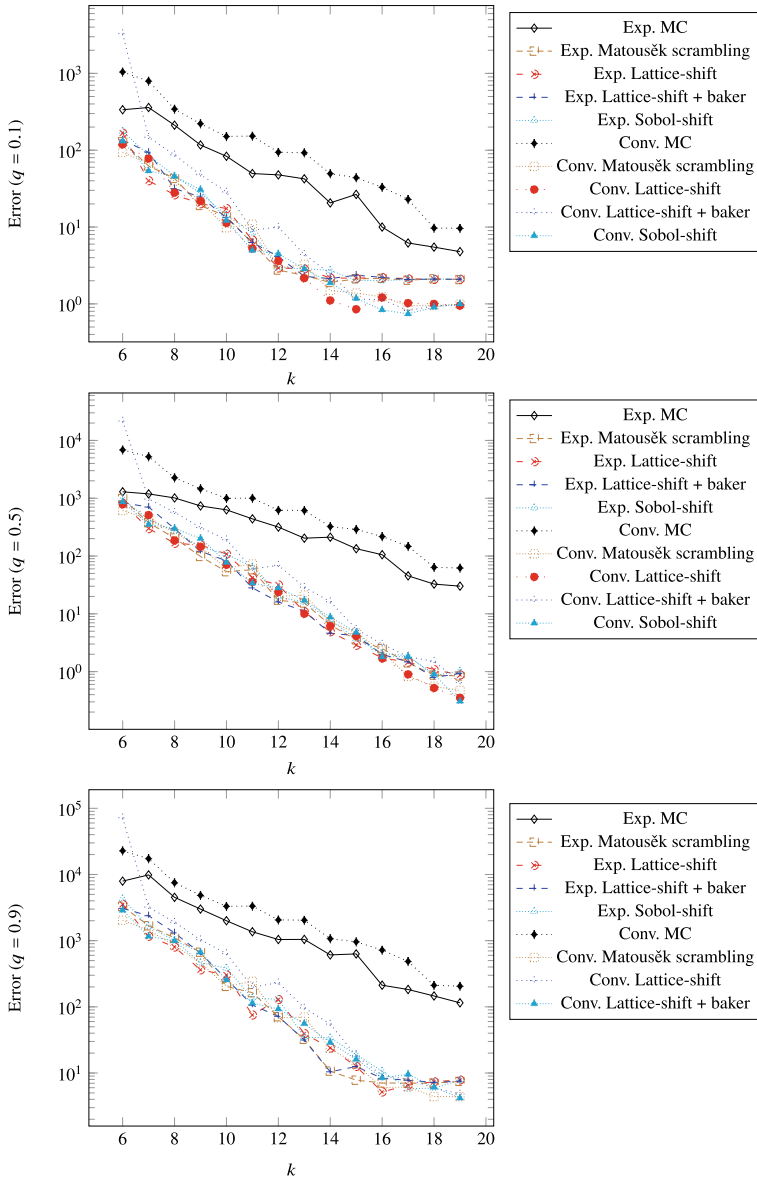 10^3
10^2
10^1
10^0
Error (q = 0.1)
6 8 10 12 14 16 18 20
k
Exp. MC
Exp. Matousĕk scrambling
Exp. Lattice-shift
Exp. Lattice-shift + baker
Exp. Sobol-shift
Conv. MC
Conv. Matousĕk scrambling
Conv. Lattice-shift
Conv. Lattice-shift + baker
Conv. Sobol-shift
10^4
10^3
10^2
10^1
10^0
Error (q = 0.5)
6 8 10 12 14 16 18 20
k
Exp. MC
Exp. Matousĕk scrambling
Exp. Lattice-shift
Exp. Lattice-shift + baker
Exp. Sobol-shift
Conv. MC
Conv. Matousĕk scrambling
Conv. Lattice-shift
Conv. Lattice-shift + baker
Conv. Sobol-shift
10^5
10^4
10^3
10^2
10^1
Error (q = 0.9)
6 8 10 12 14 16 18 20
k
Exp. MC
Exp. Matousĕk scrambling
Exp. Lattice-shift
Exp. Lattice-shift + baker
Exp. Sobol-shift
Conv. MC
Conv. Matousĕk scrambling
Conv. Lattice-shift
Conv. Lattice-shift + baker